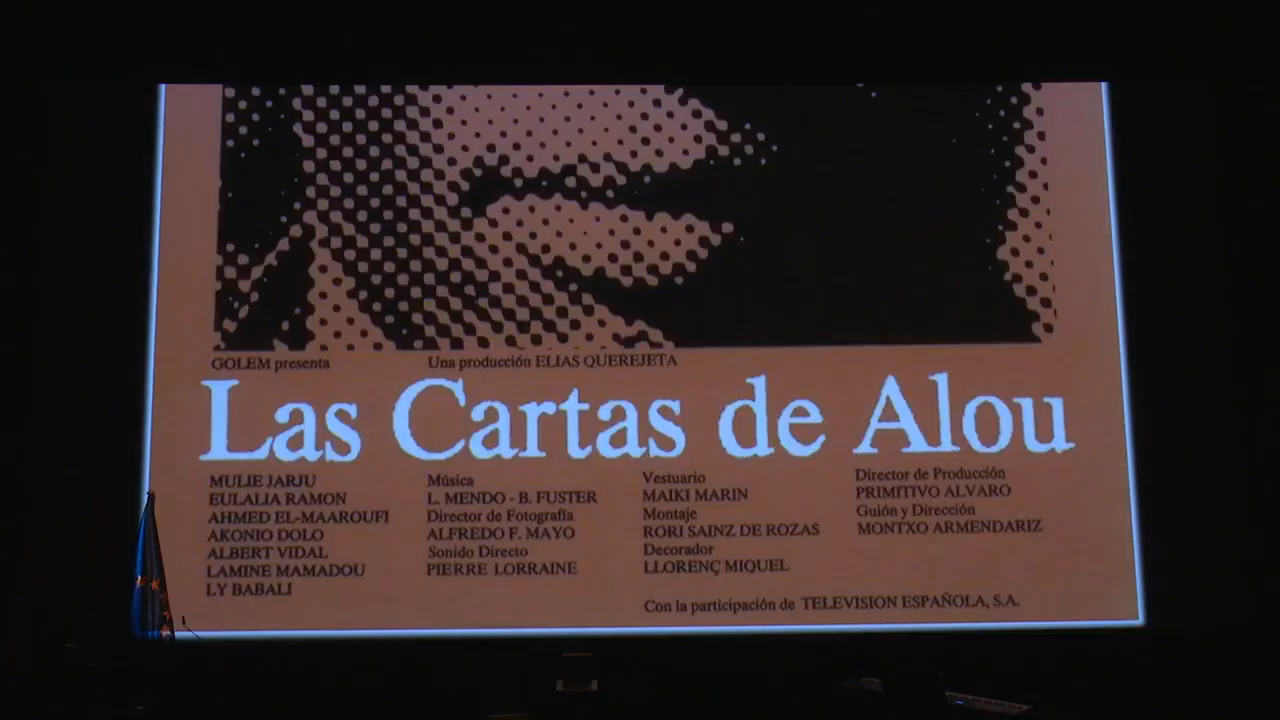 GOLEM presenta
Una producción ELIAS QUEREJETA
Las Cartas de Alou
MULIE JARJU
EULALIA RAMON
AHMED EL-MAAROUFI
AKONIO DOLO
ALBERT VIDAL
LAMINE MAMADOU
LY BABALI
Música
L. MENDO - B. FUSTER
Director de Fotografía
ALFREDO F. MAYO
Sonido Directo
PIERRE LORRAINE
Vestuario
MAIKI MARIN
Montaje
RORI SAINZ DE ROZAS
Decorador
LLORENÇ MIQUEL
Director de Producción
PRIMITIVO ALVARO
Guión y Dirección
MONTXO ARMENDARIZ
Con la participación de TELEVISION ESPAÑOLA, S.A.